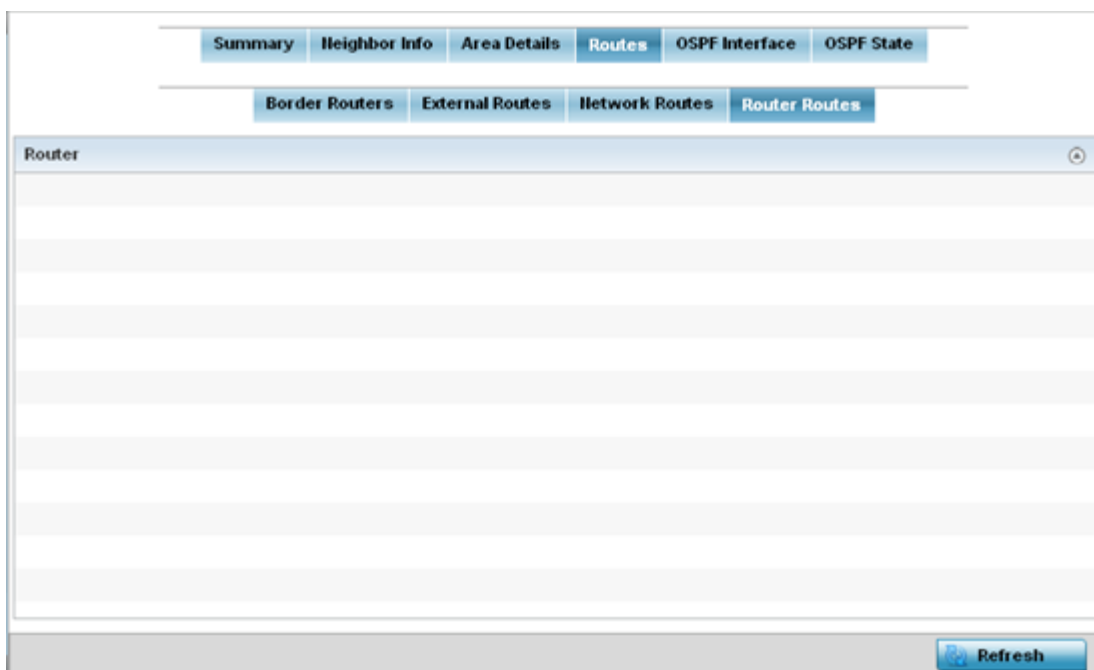 Summary Neighbor Info Area Details Routes OSPF Interface OSPF State
Border Routers External Routes Network Routes Router Routes
Router
Refresh